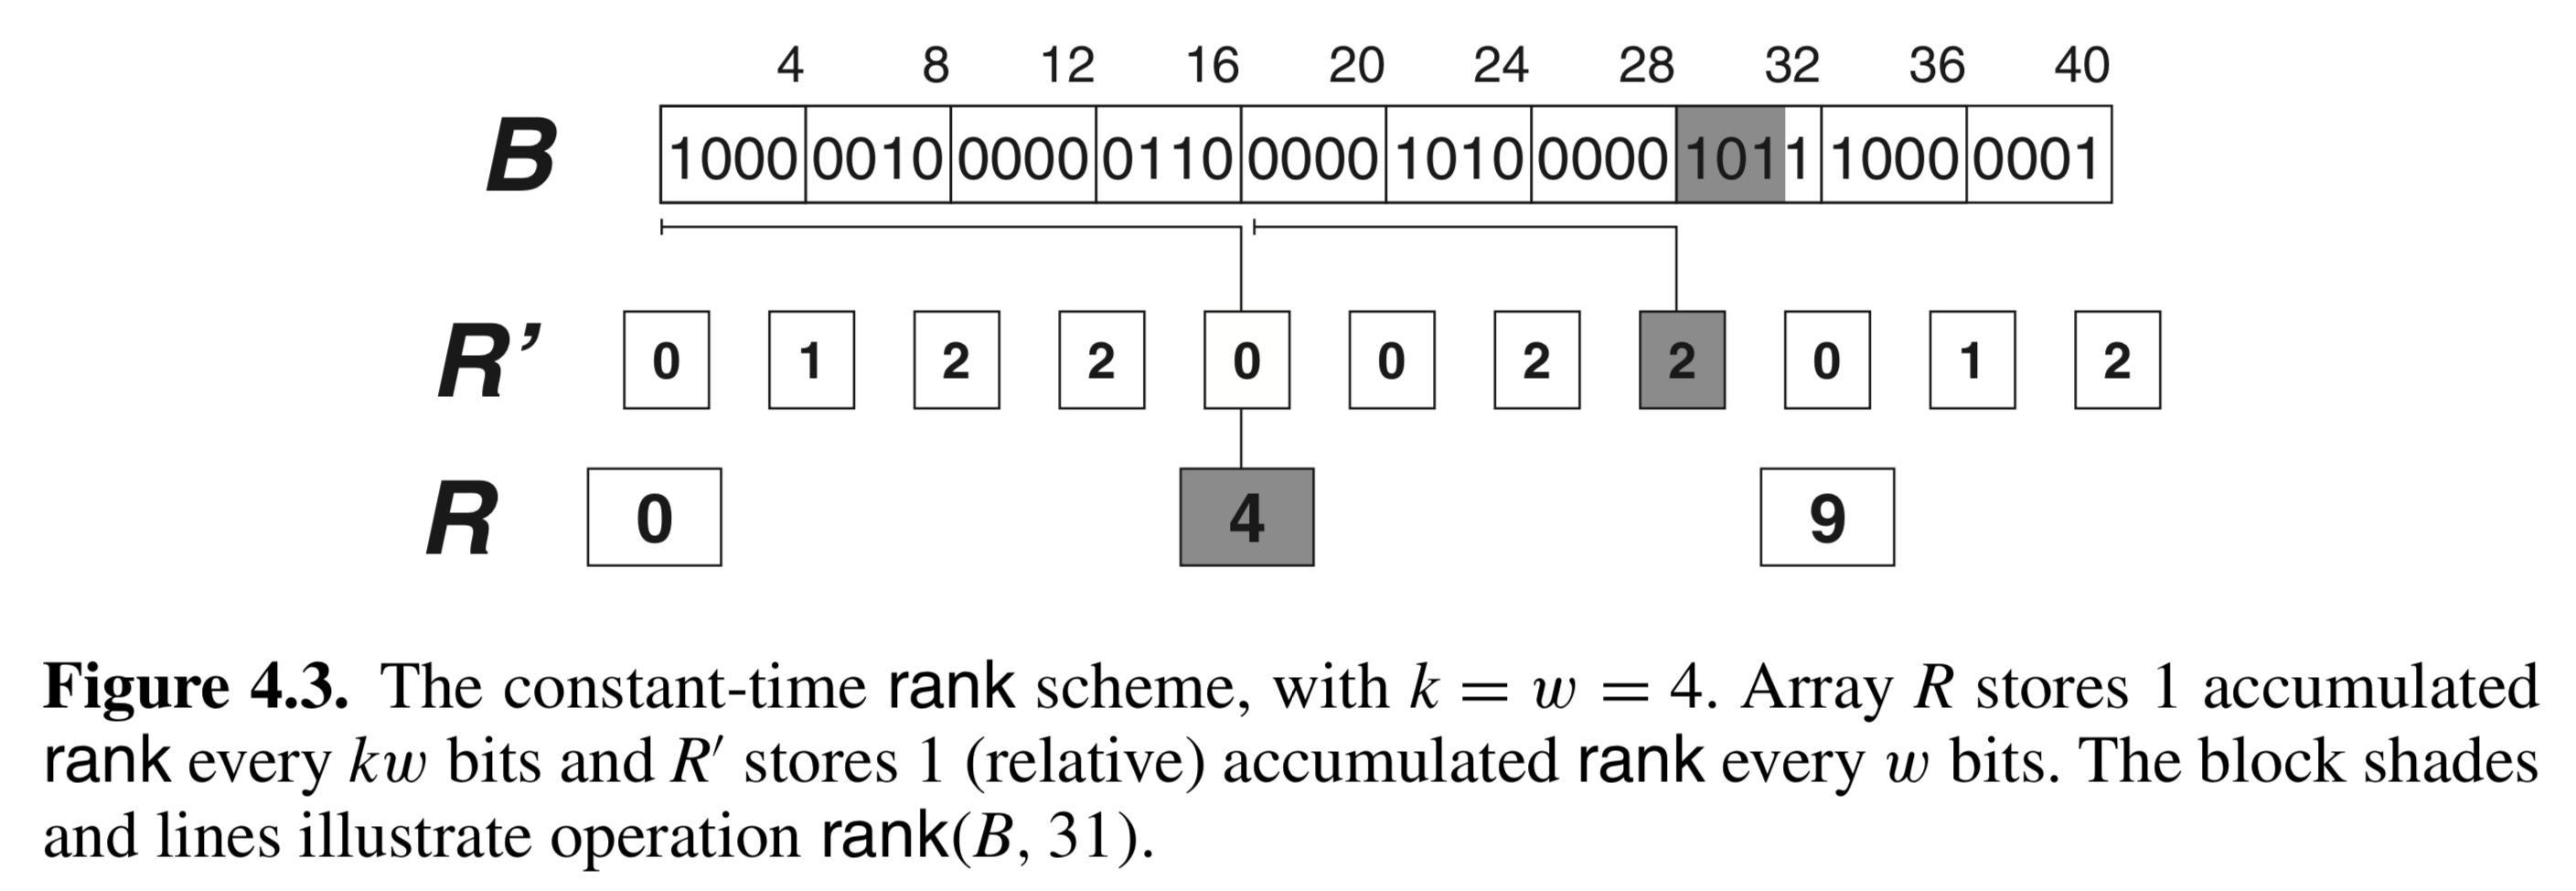 4 8 12 16 20 24 28 32 36 40
B 1000 0010 0000 0110 0000 1010 0000 1011 1000 0001
R’ 0 1 2 2 0 0 2 2 0 1 2
R 0 4 9
Figure 4.3. The constant-time rank scheme, with k = w = 4. Array R stores 1 accumulated
rank every kw bits and R′ stores 1 (relative) accumulated rank every w bits. The block shades
and lines illustrate operation rank(B, 31).